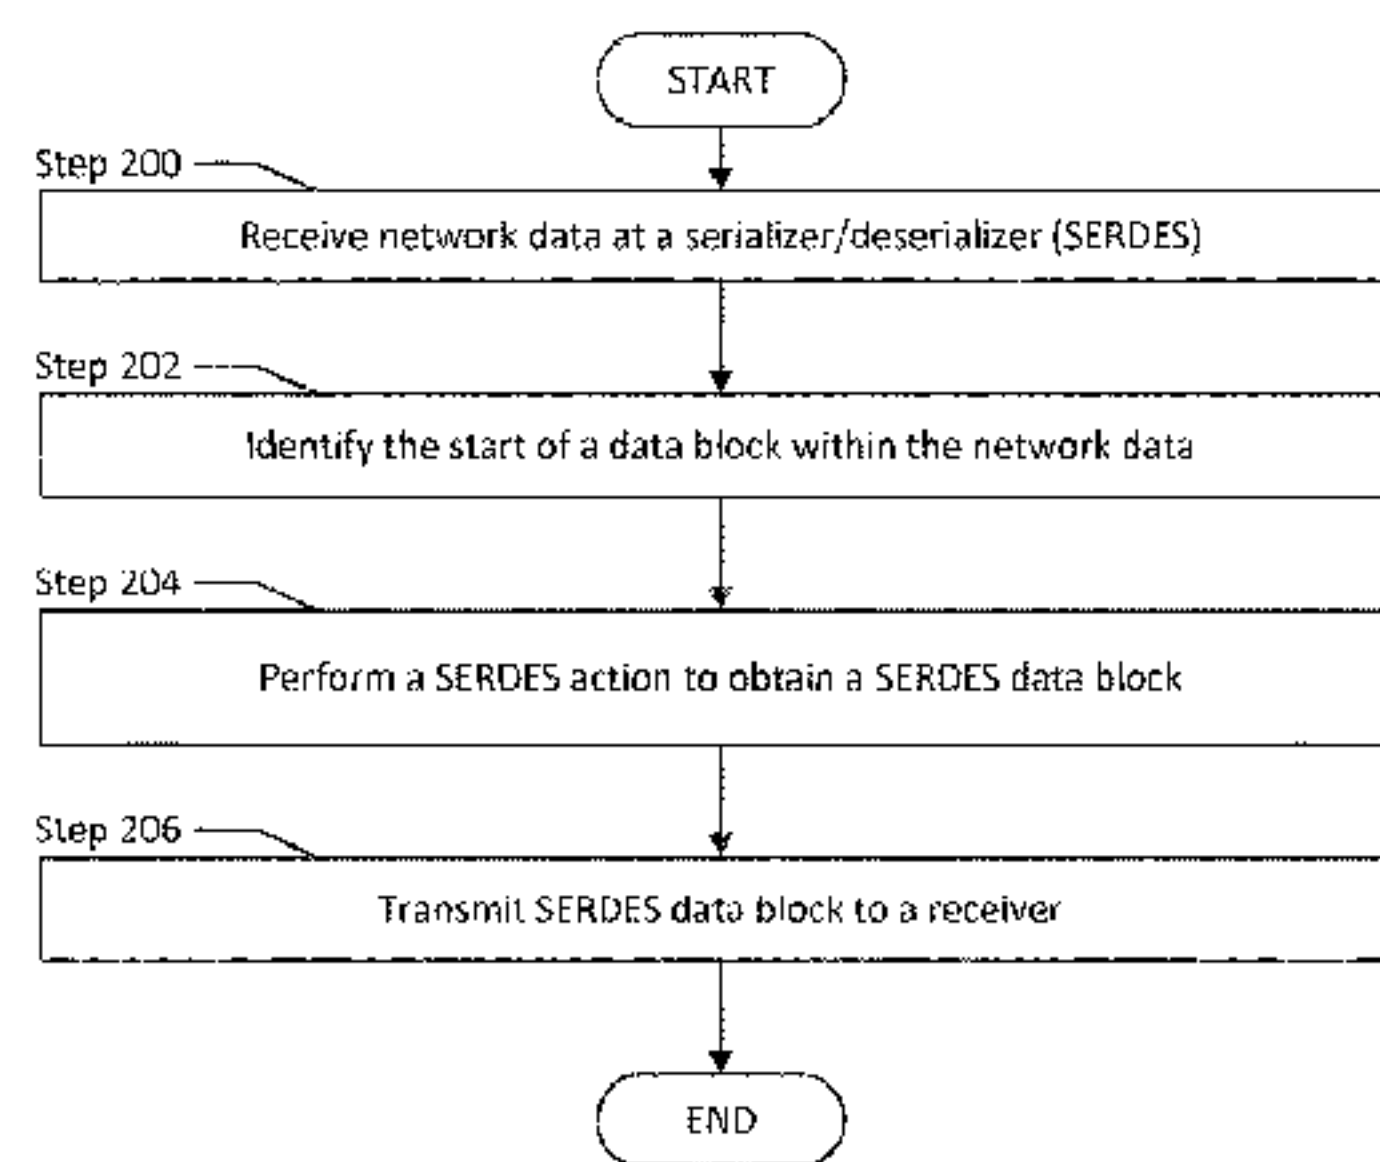 START
Step 200
Receive network data at a serializer/deserializer (SERDES)
Step 202
Identify the start of a data block within the network data
Step 204
Perform a SERDES action to obtain a SERDES data block
Step 206
Transmit SERDES data block to a receiver
END